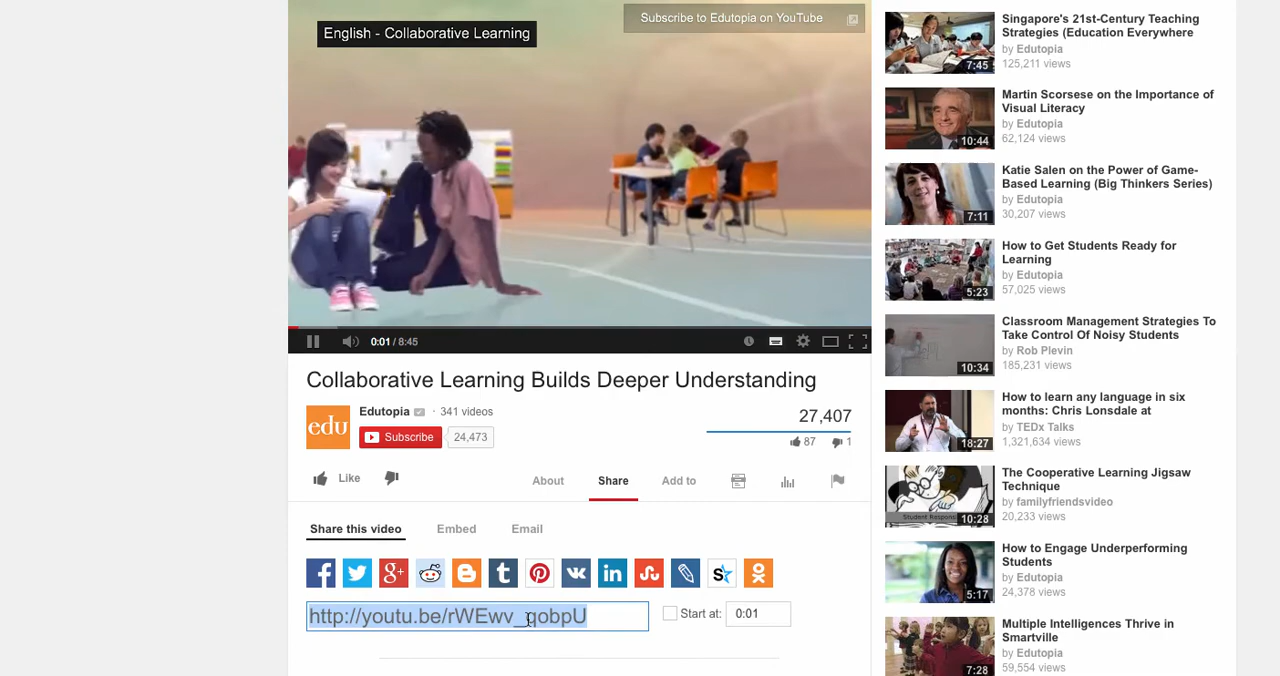 English - Collaborative Learning
Subscribe to Edutopia on YouTube
0:01 / 8:45
Collaborative Learning Builds Deeper Understanding
edu
Edutopia · 341 videos
Subscribe 24,473
27,407
87 1
Like
About Share Add to
Share this video Embed Email
http://youtu.be/rWEwv_qobpU
Start at: 0:01
Singapore's 21st-Century Teaching
Strategies (Education Everywhere
by Edutopia
125,211 views
7:45
Martin Scorsese on the Importance of
Visual Literacy
by Edutopia
62,124 views
10:44
Katie Salen on the Power of Game-
Based Learning (Big Thinkers Series)
by Edutopia
30,207 views
7:11
How to Get Students Ready for
Learning
by Edutopia
57,025 views
5:23
Classroom Management Strategies To
Take Control Of Noisy Students
by Rob Plevin
185,231 views
10:34
How to learn any language in six
months: Chris Lonsdale at
by TEDx Talks
1,321,634 views
18:27
The Cooperative Learning Jigsaw
Technique
by familyfriendsvideo
20,233 views
10:28
How to Engage Underperforming
Students
by Edutopia
24,378 views
5:17
Multiple Intelligences Thrive in
Smartville
by Edutopia
59,554 views
7:28